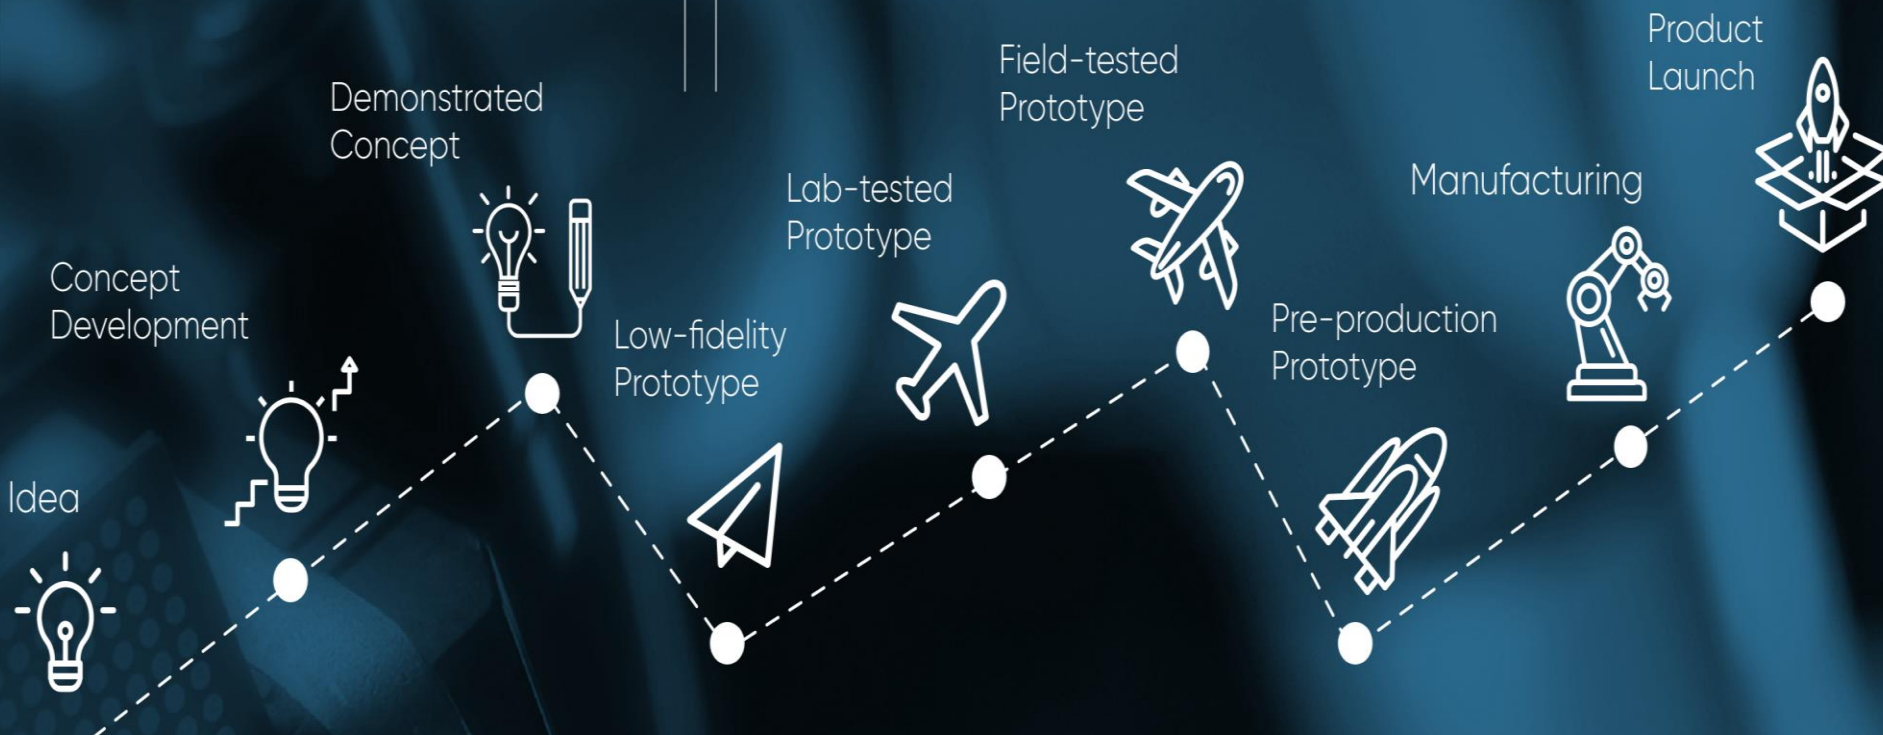 Idea
Concept
Development
Demonstrated
Concept
Low-fidelity
Prototype
Lab-tested
Prototype
Field-tested
Prototype
Pre-production
Prototype
Manufacturing
Product
Launch